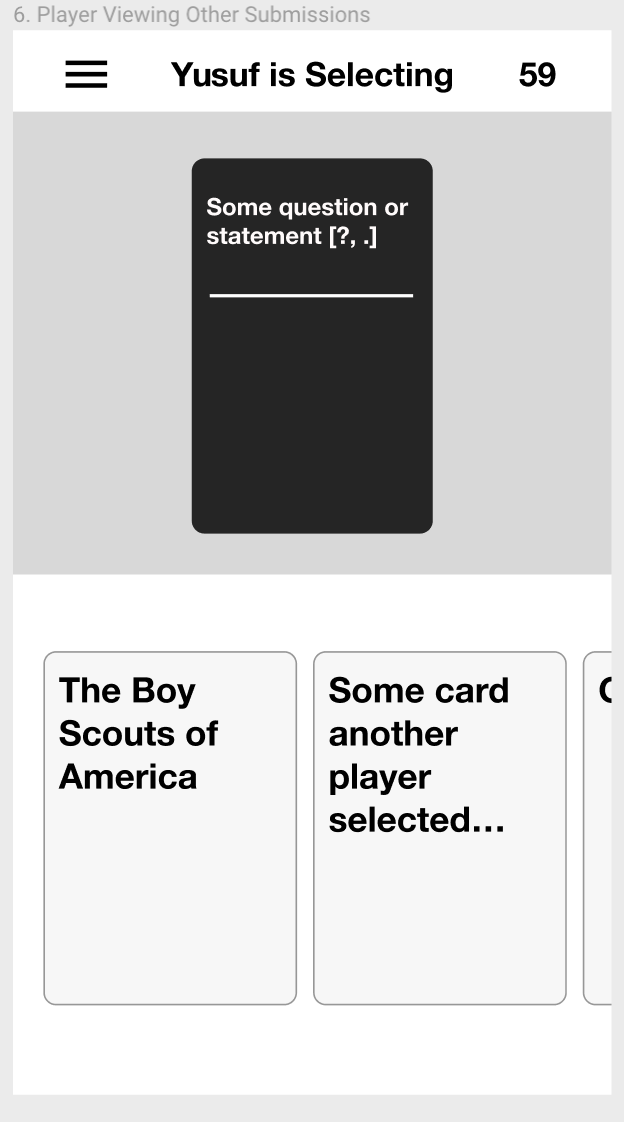 6. Player Viewing Other Submissions
Yusuf is Selecting
59
Some question or
statement [?, .]
The Boy
Scouts of
America
Some card
another
player
selected...